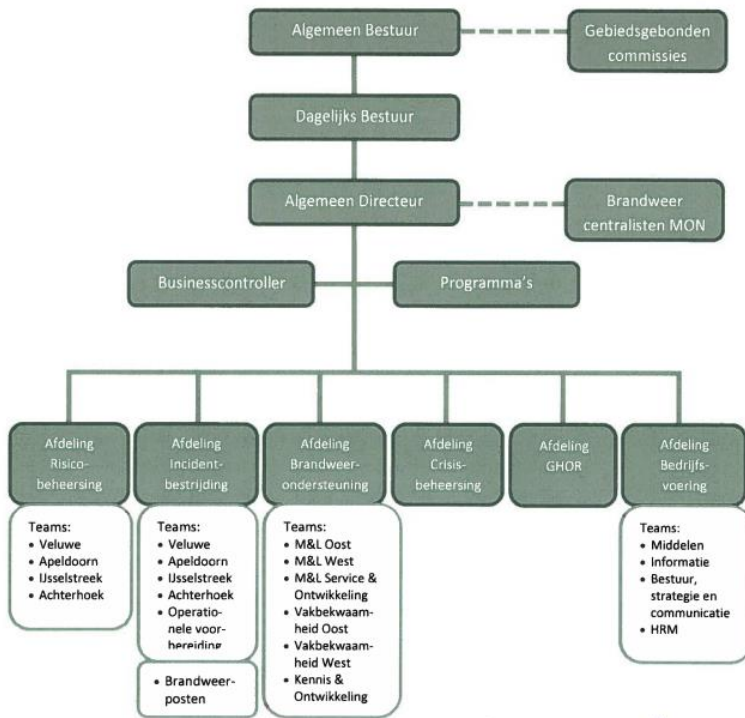 Algemeen Bestuur
Gebiedsgebonden
commissies
Dagelijks Bestuur
Algemeen Directeur
Brandweer
centralisten MON
Businesscontroller
Programma's
Afdeling
Risico-
beheersing
Teams:
• Veluwe
• Apeldoorn
• IJsselstreek
• Achterhoek
Afdeling
Incident-
bestrijding
Teams:
• Veluwe
• Apeldoorn
• IJsselstreek
• Achterhoek
• Operatio-
nele voor-
bereiding
• Brandweer-
posten
Afdeling
Brandweer-
ondersteuning
Teams:
• M&L Oost
• M&L West
• M&L Service &
Ontwikkeling
• Vakbekwaam-
heid Oost
• Vakbekwaam-
heid West
• Kennis &
Ontwikkeling
Afdeling
Crisis-
beheersing
Afdeling
GHOR
Afdeling
Bedrijfs-
voering
Teams:
• Middelen
• Informatie
• Bestuur,
strategie en
communicatie
• HRM